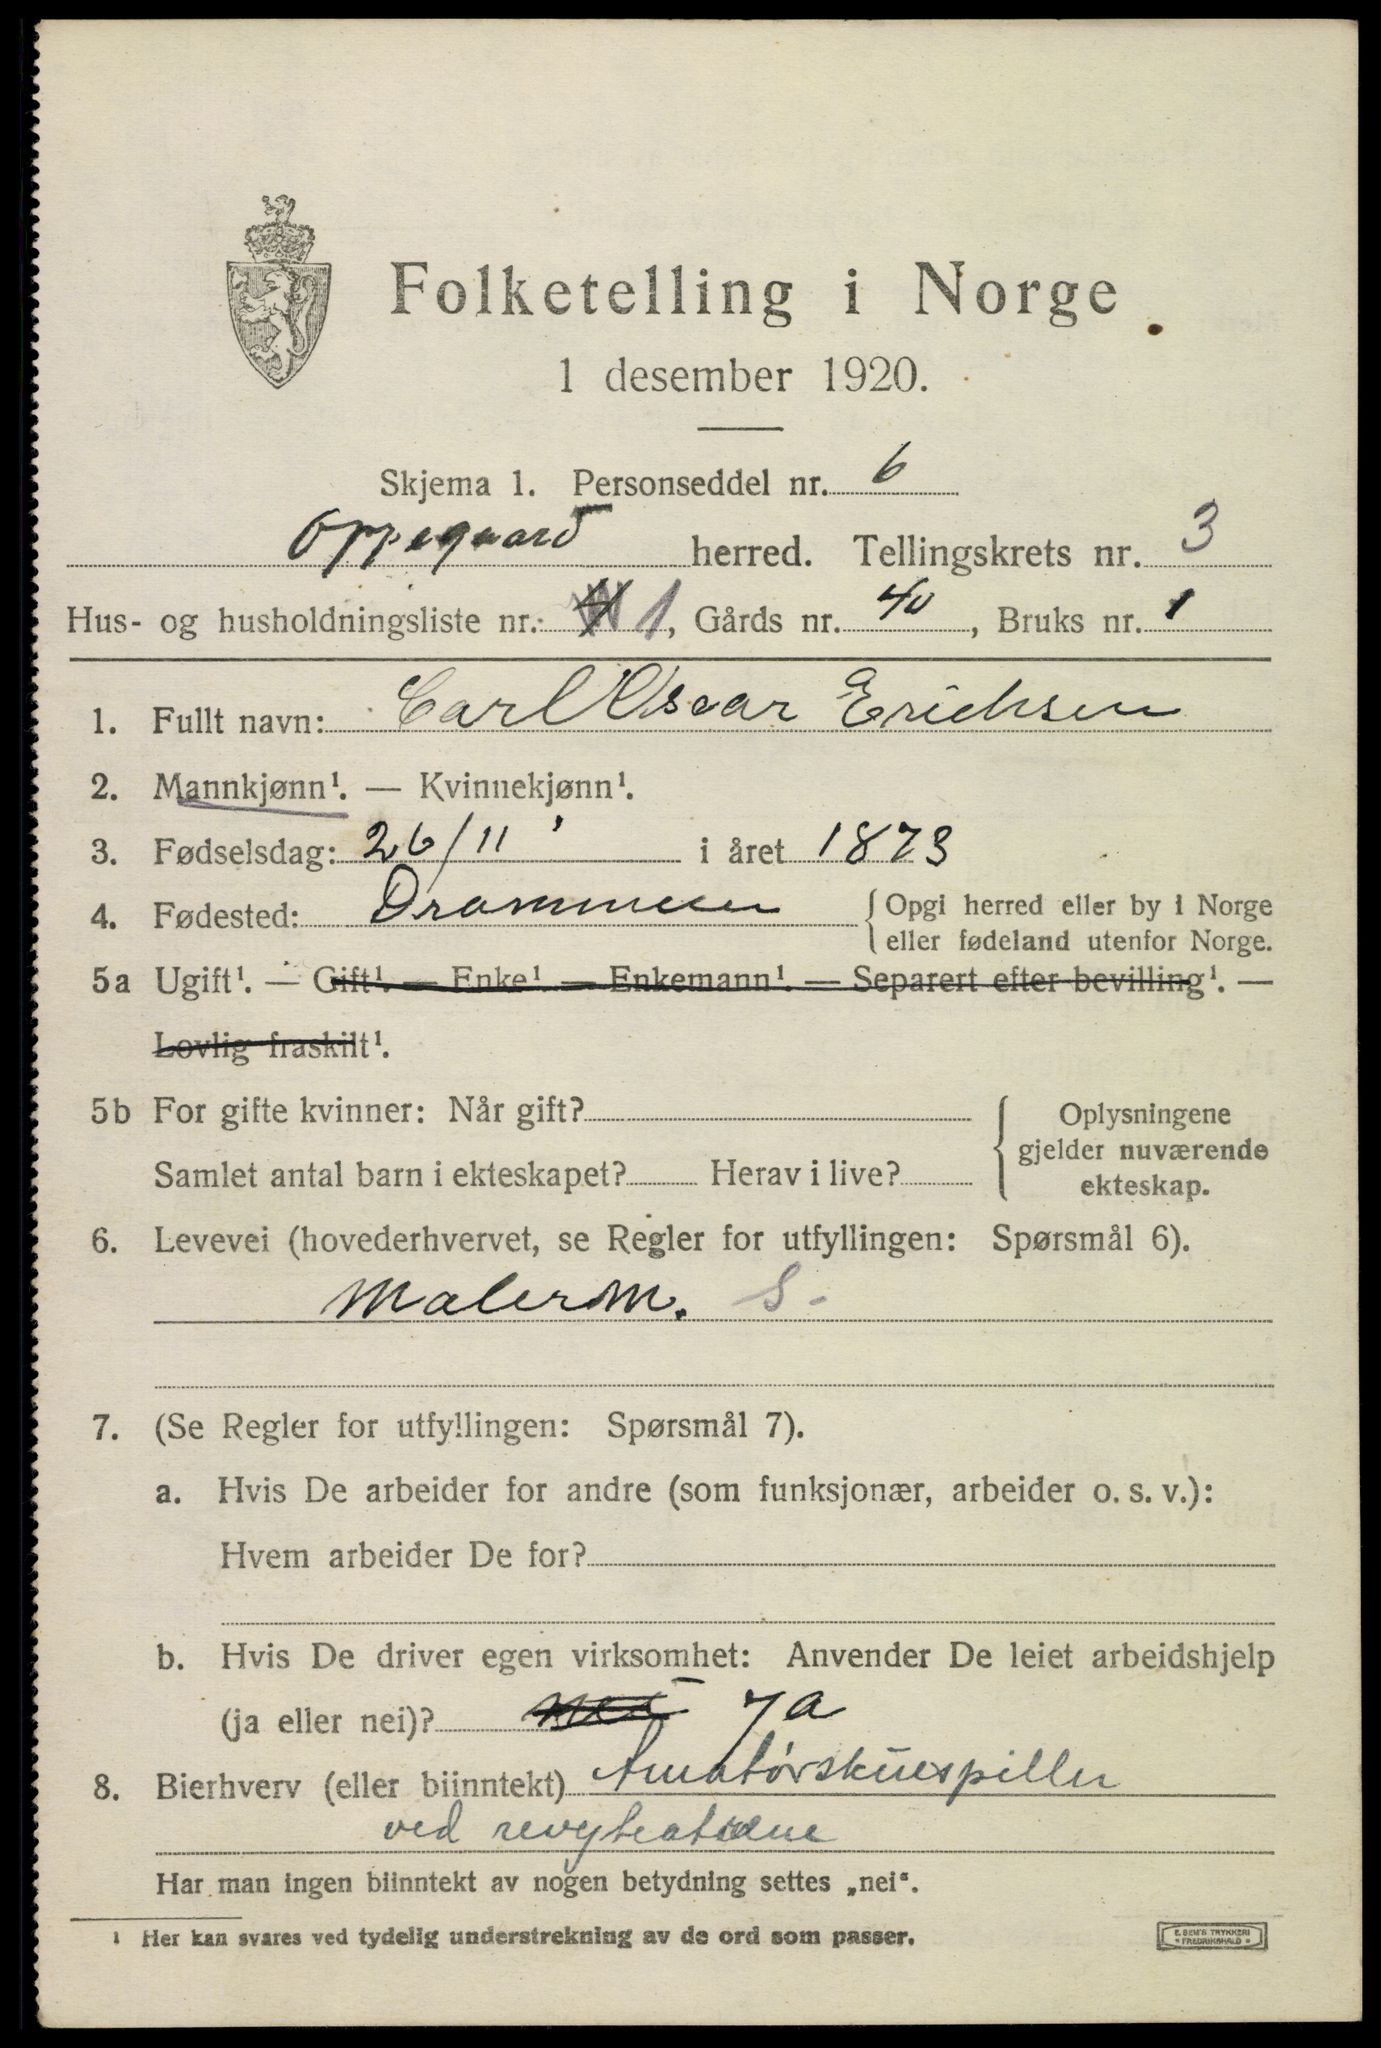 Folketelling i Norge
1 desember 1920.
Skjema 1. Personseddel nr. 6
Oppegaard herred. Tellingskrets nr. 3
Hus- og husholdningsliste nr. 4 1, Gårds nr. 40, Bruks nr. 1
1. Fullt navn: Carl Oscar Erichsen
2. Mannkjønn¹. — Kvinnekjønn¹.
3. Fødselsdag: 26/11 i året 1873
4. Fødested: Drammen { Opgi herred eller by i Norge
eller fødeland utenfor Norge.
5a Ugift¹. — Gift¹. — Enke¹. — Enkemann¹. — Separert efter bevilling¹. —
Lovlig fraskilt¹.
5b For gifte kvinner: Når gift?
Samlet antal barn i ekteskapet? Herav i live?
{ Oplysningene
gjelder nuværende
ekteskap.
6. Levevei (hovederhvervet, se Regler for utfyllingen: Spørsmål 6).
Malerm. S.
7. (Se Regler for utfyllingen: Spørsmål 7).
a. Hvis De arbeider for andre (som funksjonær, arbeider o. s. v.):
Hvem arbeider De for?
b. Hvis De driver egen virksomhet: Anvender De leiet arbeidshjelp
(ja eller nei)? nei ja
8. Bierhverv (eller biinntekt) Amatørskuespiller
ved revyteatrene
Har man ingen biinntekt av nogen betydning settes „nei“.
¹ Her kan svares ved tydelig understrekning av de ord som passer.
E. SEM'S TRYKKERI
* FREDRIKSHALD *